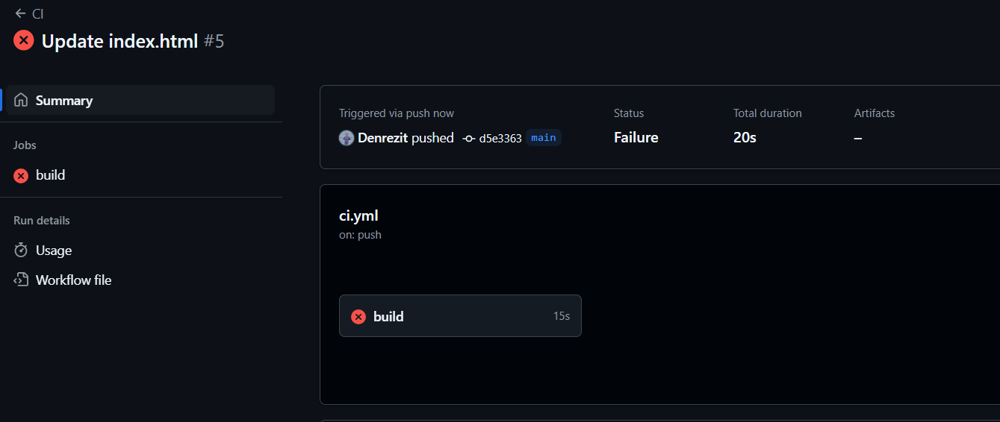 CI
Update index.html #5
Summary
Jobs
build
Run details
Usage
Workflow file
Triggered via push now
Denrezit pushed d5e3363 main
Status
Failure
Total duration
20s
Artifacts
–
ci.yml
on: push
build 15s